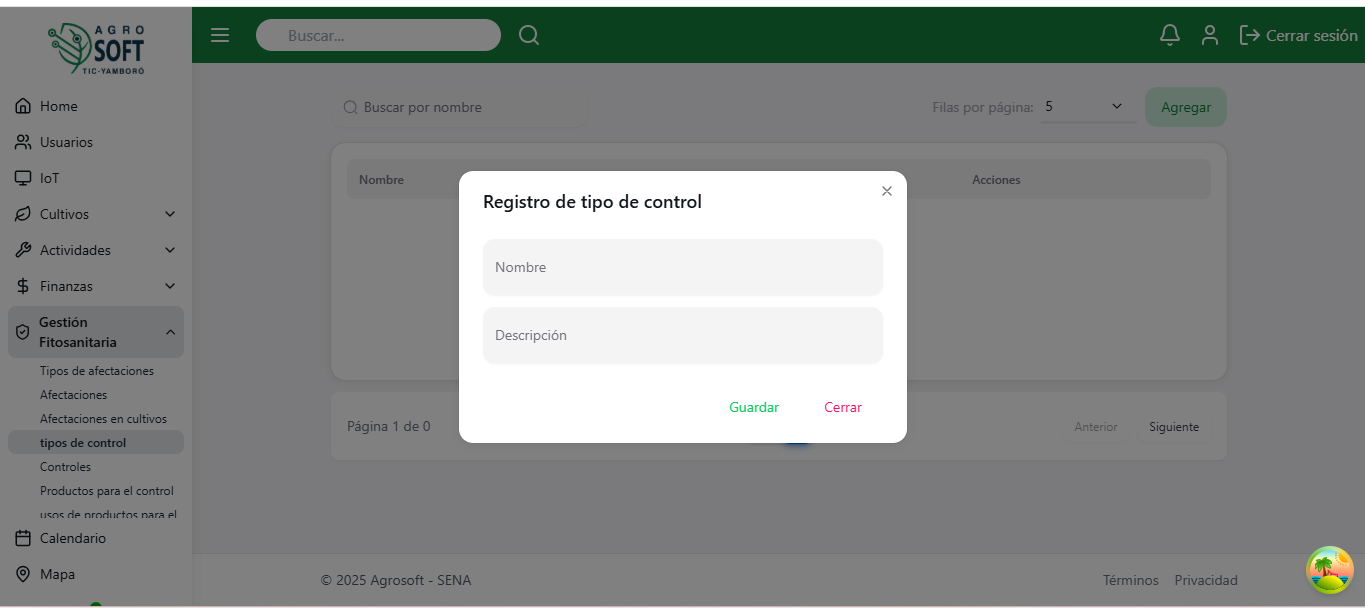 AGRO
SOFT
TIC-YAMBORÓ
Buscar...
Cerrar sesión
Home
Usuarios
IoT
Cultivos
Actividades
Finanzas
Gestión
Fitosanitaria
Tipos de afectaciones
Afectaciones
Afectaciones en cultivos
tipos de control
Controles
Productos para el control
usos de productos para el
Calendario
Mapa
Buscar por nombre
Filas por página: 5
Agregar
Nombre
Acciones
Registro de tipo de control
Nombre
Descripción
Guardar
Cerrar
Página 1 de 0
Anterior
Siguiente
© 2025 Agrosoft - SENA
Términos
Privacidad